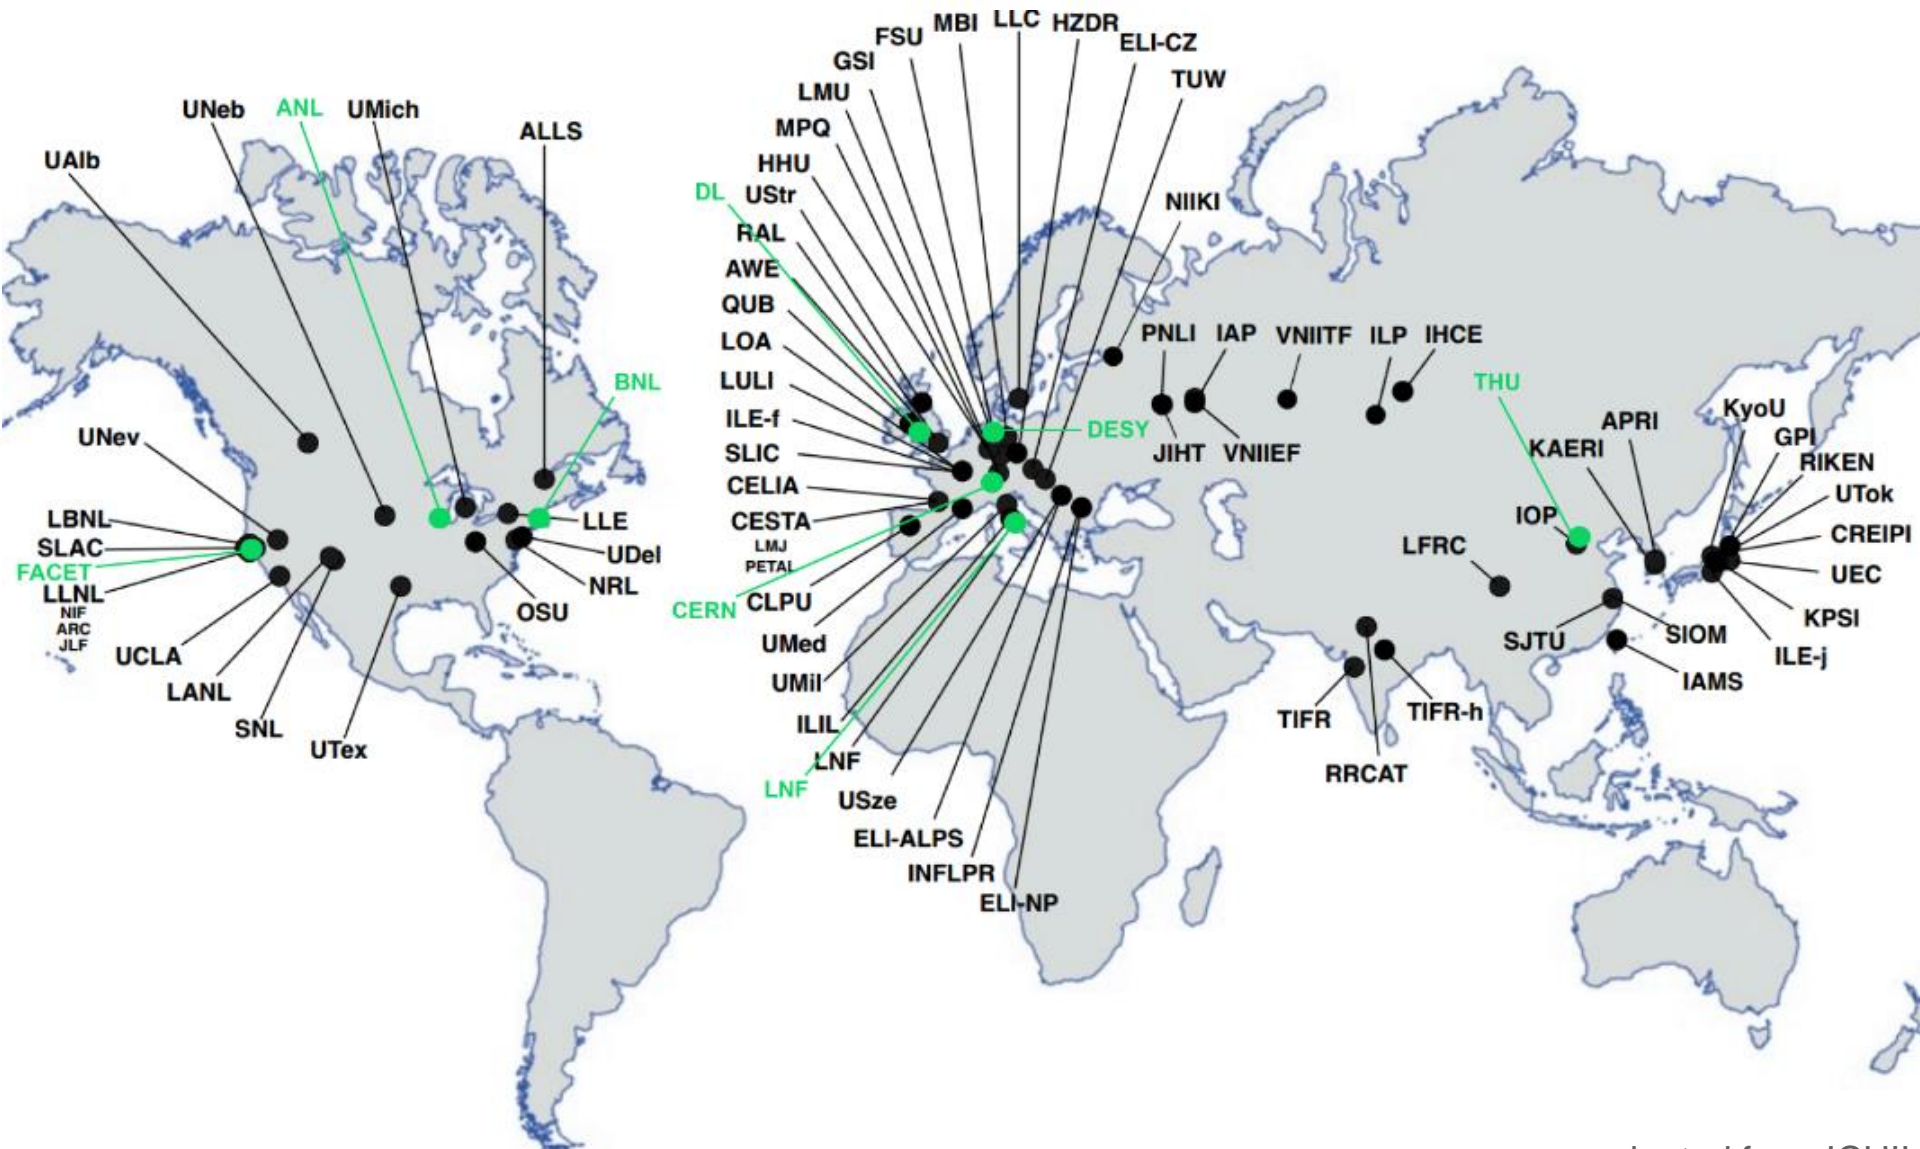 UNeb
ANL
UMich
ALLS
UAlb
BNL
UNev
LBNL
SLAC
FACET
LLNL
NIF
ARC
JLF
UCLA
LANL
SNL
UTex
LLE
UDel
NRL
OSU
LLC
MBI
HZDR
FSU
ELI-CZ
GSI
TUW
LMU
MPQ
HHU
DL
UStr
NIIKI
RAL
AWE
QUB
LOA
LULI
ILE-f
SLIC
CELIA
CESTA
LMJ
PETAL
CERN
CLPU
UMed
UMil
ILIL
LNF
LNF
USze
ELI-ALPS
INFLPR
ELI-NP
DESY
PNLI
IAP
VNIITF
ILP
IHCE
JIHT
VNIIEF
THU
APRI
KyoU
KAERI
GPI
RIKEN
UTok
IOP
CREIPI
LFRC
UEC
KPSI
SJTU
SIOM
ILE-j
IAMS
TIFR
TIFR-h
RRCAT